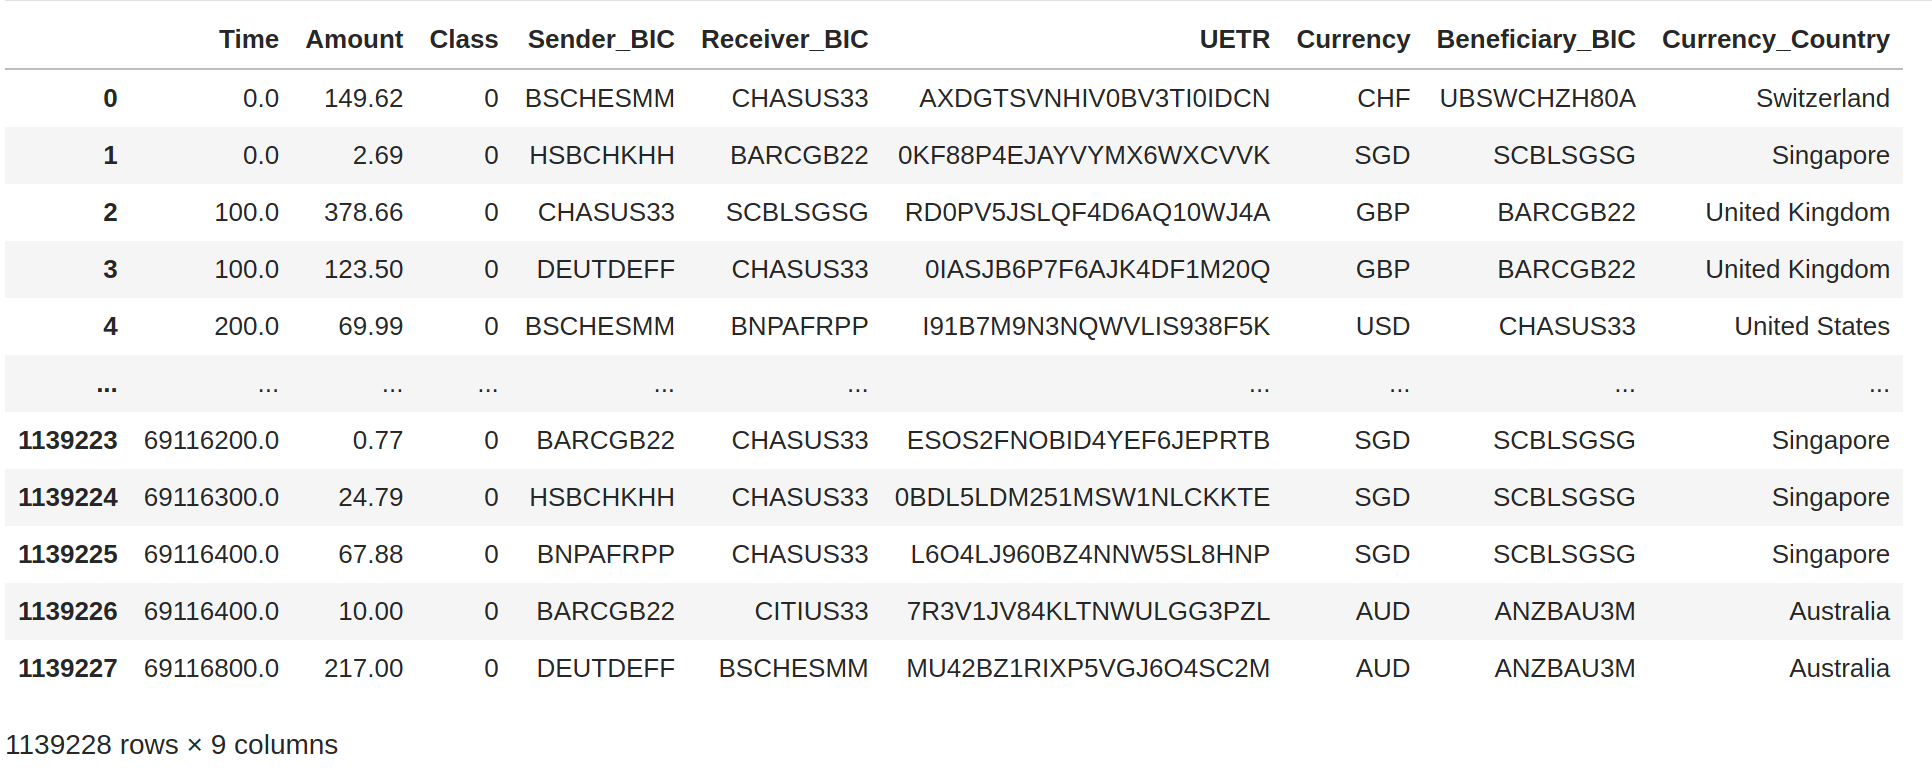 Time Amount Class Sender_BIC Receiver_BIC UETR Currency Beneficiary_BIC Currency_Country
0 0.0 149.62 0 BSCHESMM CHASUS33 AXDGTSVNHIV0BV3TI0IDCN CHF UBSWCHZH80A Switzerland
1 0.0 2.69 0 HSBCHKHH BARCGB22 0KF88P4EJAYVYMX6WXCVVK SGD SCBLSGSG Singapore
2 100.0 378.66 0 CHASUS33 SCBLSGSG RD0PV5JSLQF4D6AQ10WJ4A GBP BARCGB22 United Kingdom
3 100.0 123.50 0 DEUTDEFF CHASUS33 0IASJB6P7F6AJK4DF1M20Q GBP BARCGB22 United Kingdom
4 200.0 69.99 0 BSCHESMM BNPAFRPP I91B7M9N3NQWVLIS938F5K USD CHASUS33 United States
... ... ... ... ... ... ... ... ... ...
1139223 69116200.0 0.77 0 BARCGB22 CHASUS33 ESOS2FNOBID4YEF6JEPRTB SGD SCBLSGSG Singapore
1139224 69116300.0 24.79 0 HSBCHKHH CHASUS33 0BDL5LDM251MSW1NLCKKTE SGD SCBLSGSG Singapore
1139225 69116400.0 67.88 0 BNPAFRPP CHASUS33 L6O4LJ960BZ4NNW5SL8HNP SGD SCBLSGSG Singapore
1139226 69116400.0 10.00 0 BARCGB22 CITIUS33 7R3V1JV84KLTNWULGG3PZL AUD ANZBAU3M Australia
1139227 69116800.0 217.00 0 DEUTDEFF BSCHESMM MU42BZ1RIXP5VGJ6O4SC2M AUD ANZBAU3M Australia
1139228 rows × 9 columns